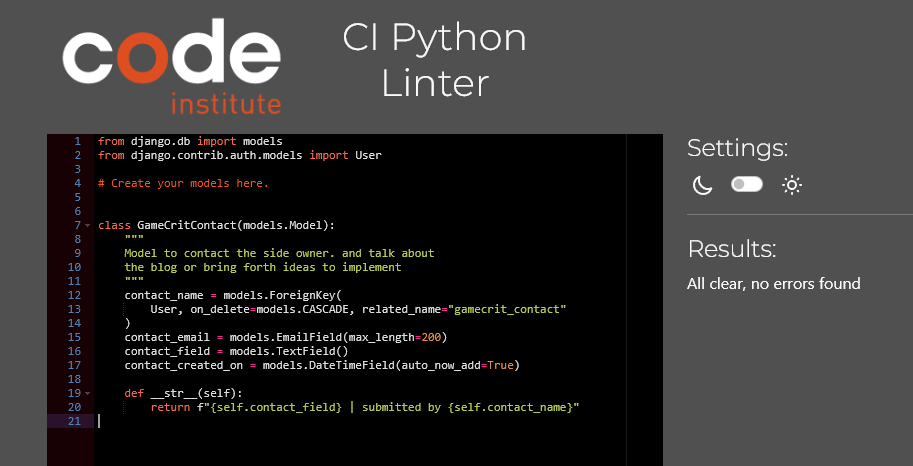 code
institute
CI Python
Linter
1 from django.db import models
2 from django.contrib.auth.models import User
3
4 # Create your models here.
5
6
7 class GameCritContact(models.Model):
8     """
9     Model to contact the side owner. and talk about
10     the blog or bring forth ideas to implement
11     """
12     contact_name = models.ForeignKey(
13         User, on_delete=models.CASCADE, related_name="gamecrit_contact"
14     )
15     contact_email = models.EmailField(max_length=200)
16     contact_field = models.TextField()
17     contact_created_on = models.DateTimeField(auto_now_add=True)
18
19     def __str__(self):
20         return f"{self.contact_field} | submitted by {self.contact_name}"
21
Settings:
Results:
All clear, no errors found